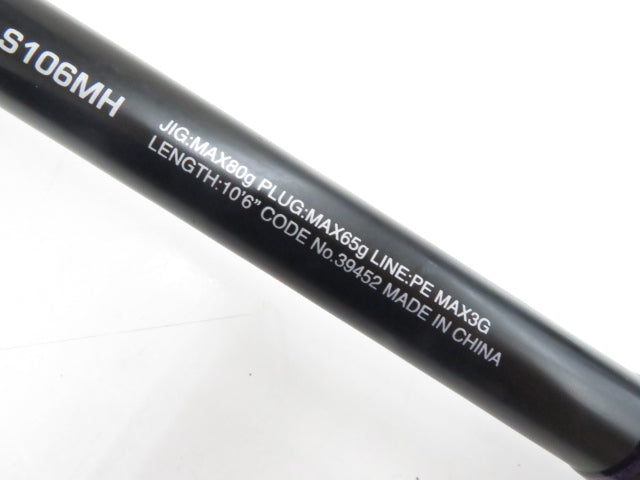 S106MH
JIG:MAX80g PLUG:MAX65g LINE:PE MAX3G
LENGTH:10'6" CODE No.39452 MADE IN CHINA